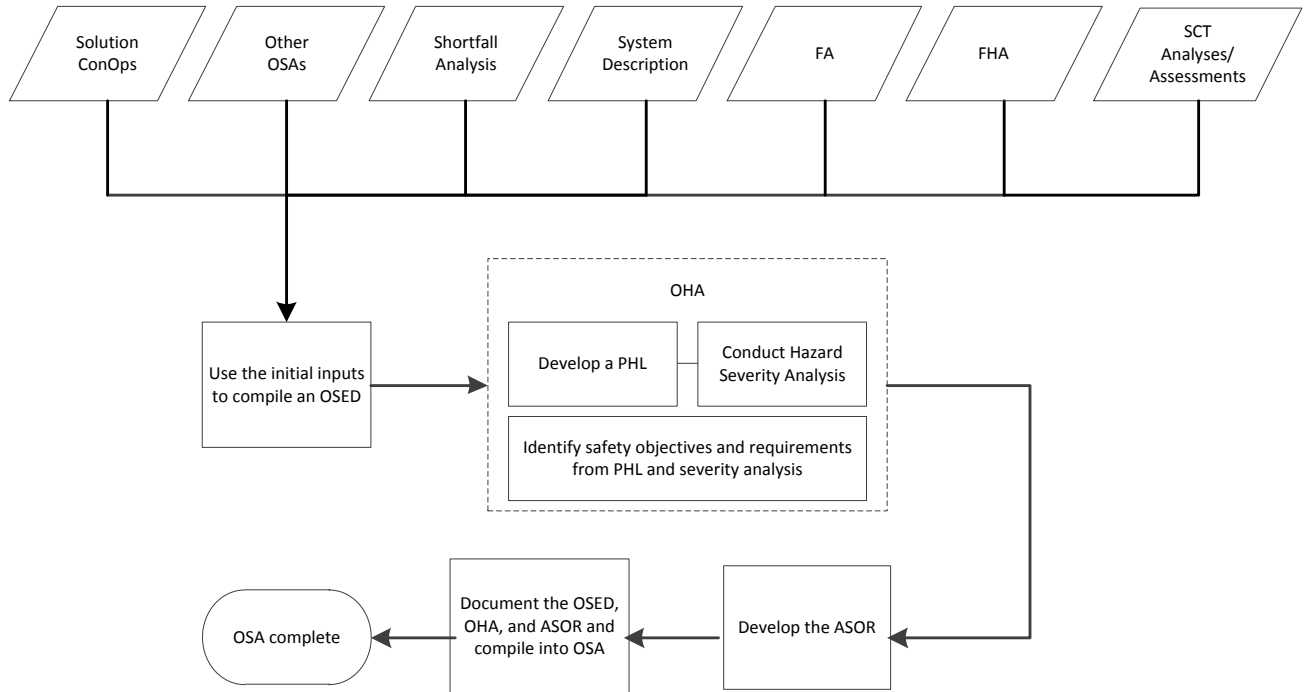 Solution
ConOps
Other
OSAs
Shortfall
Analysis
System
Description
FA
FHA
SCT
Analyses/
Assessments
OHA
Use the initial inputs
to compile an OSED
Develop a PHL
Conduct Hazard
Severity Analysis
Identify safety objectives and requirements
from PHL and severity analysis
OSA complete
Document the OSED,
OHA, and ASOR and
compile into OSA
Develop the ASOR